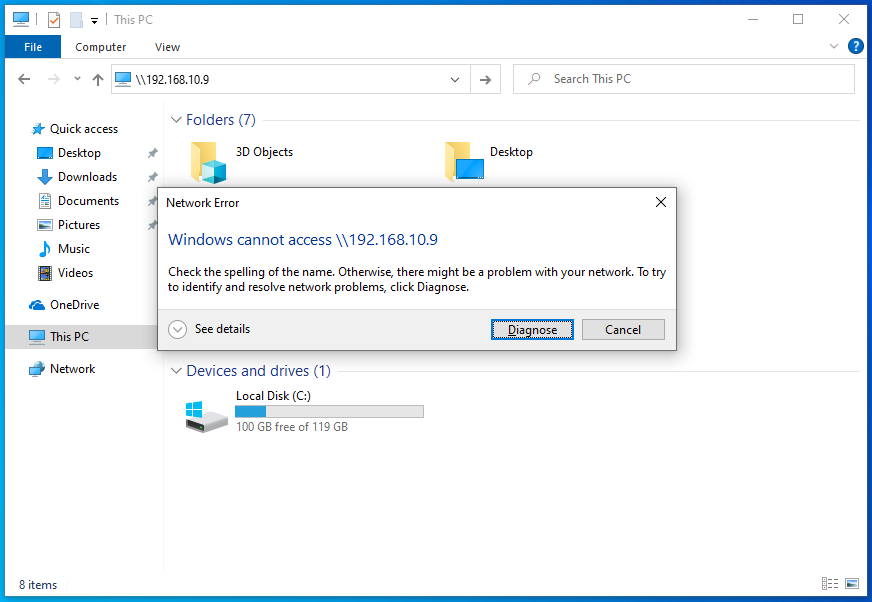 This PC
File
Computer
View
\\192.168.10.9
Search This PC
Quick access
Desktop
Downloads
Documents
Pictures
Music
Videos
OneDrive
This PC
Network
Folders (7)
3D Objects
Desktop
Network Error
Windows cannot access \\192.168.10.9
Check the spelling of the name. Otherwise, there might be a problem with your network. To try
to identify and resolve network problems, click Diagnose.
See details
Diagnose
Cancel
Devices and drives (1)
Local Disk (C:)
100 GB free of 119 GB
8 items